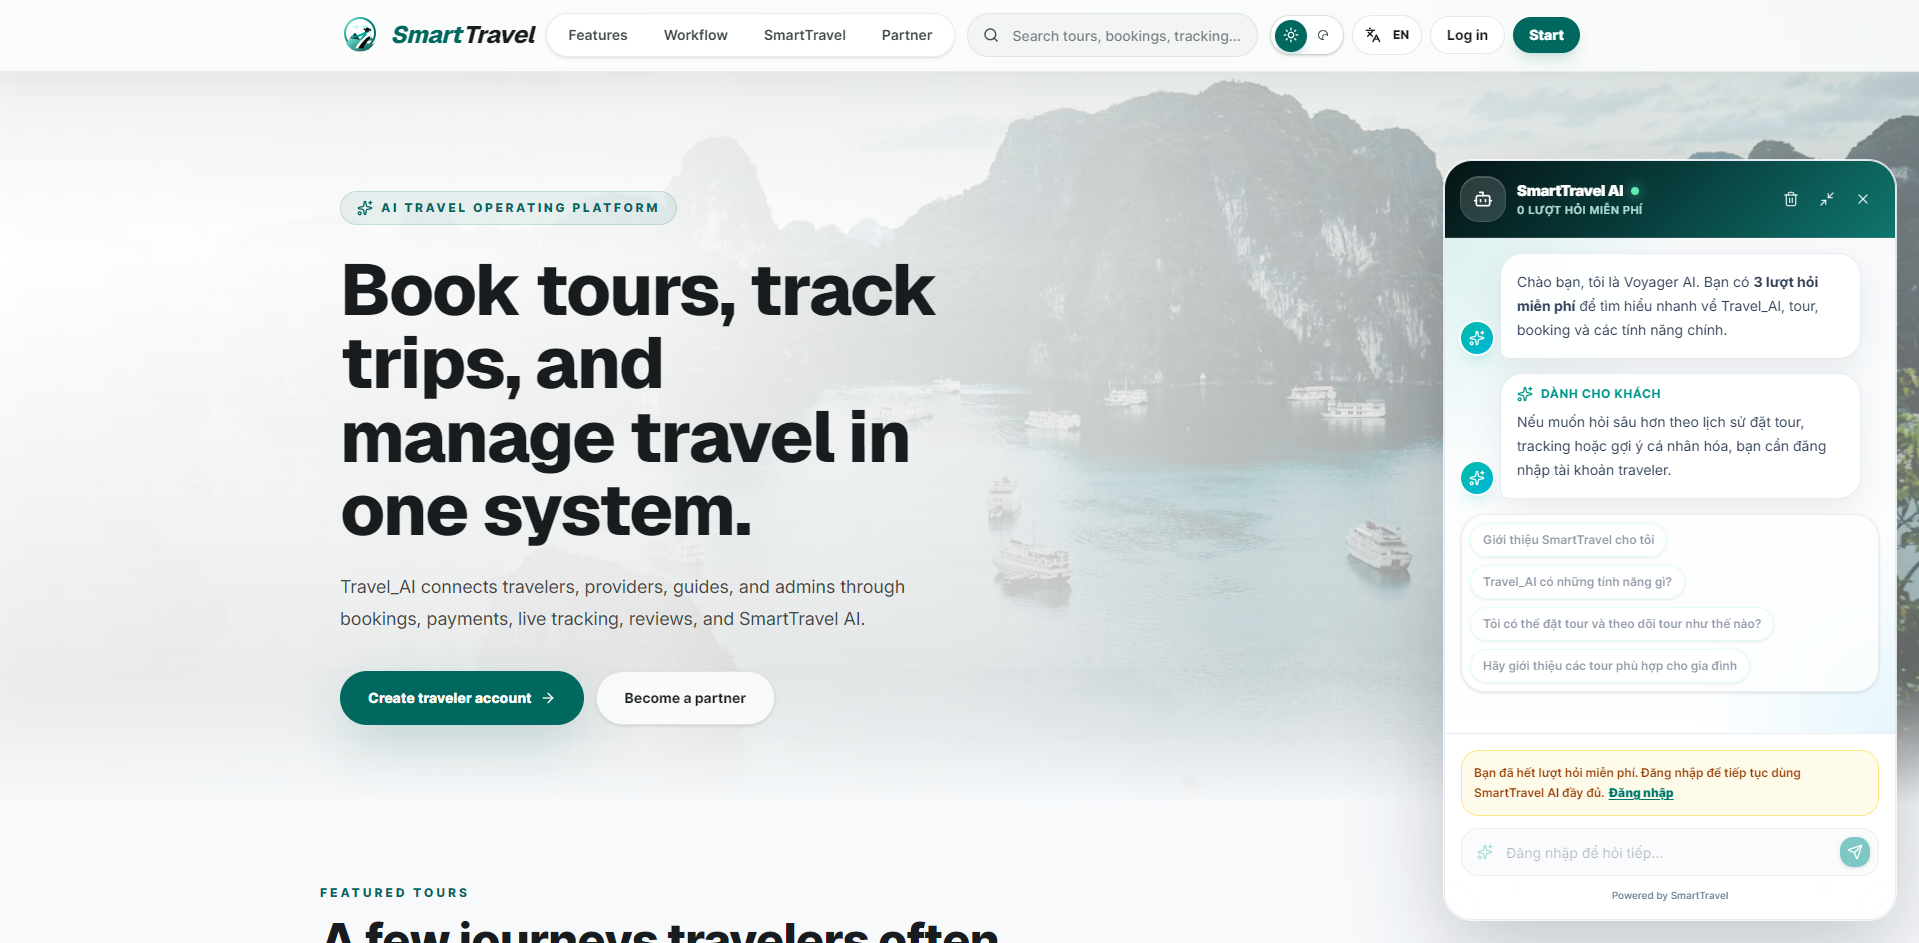 SmartTravel
Features
Workflow
SmartTravel
Partner
Search tours, bookings, tracking...
EN
Log in
Start
AI TRAVEL OPERATING PLATFORM
Book tours, track
trips, and
manage travel in
one system.
Travel_AI connects travelers, providers, guides, and admins through
bookings, payments, live tracking, reviews, and SmartTravel AI.
Create traveler account
Become a partner
FEATURED TOURS
A few journeys travelers often
SmartTravel AI
0 LƯỢT HỎI MIỄN PHÍ
Chào bạn, tôi là Voyager AI. Bạn có 3 lượt hỏi
miễn phí để tìm hiểu nhanh về Travel_AI, tour,
booking và các tính năng chính.
DÀNH CHO KHÁCH
Nếu muốn hỏi sâu hơn theo lịch sử đặt tour,
tracking hoặc gợi ý cá nhân hóa, bạn cần đăng
nhập tài khoản traveler.
Giới thiệu SmartTravel cho tôi
Travel_AI có những tính năng gì?
Tôi có thể đặt tour và theo dõi tour như thế nào?
Hãy giới thiệu các tour phù hợp cho gia đình
Bạn đã hết lượt hỏi miễn phí. Đăng nhập để tiếp tục dùng
SmartTravel AI đầy đủ. Đăng nhập
Đăng nhập để hỏi tiếp...
Powered by SmartTravel